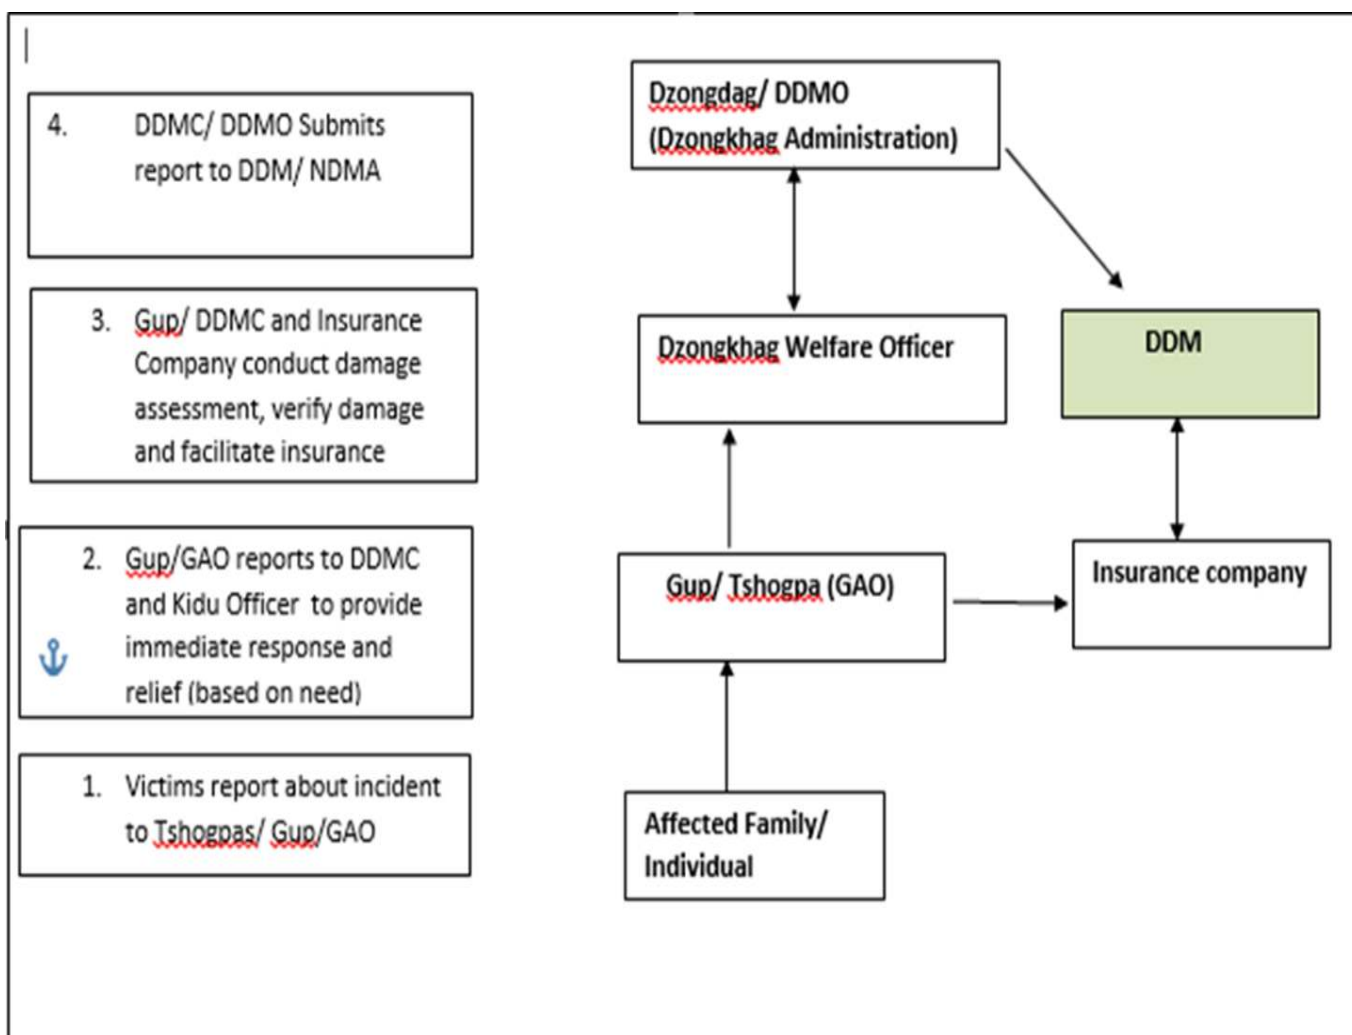 4. DDMC/ DDMO Submits
report to DDM/ NDMA
3. Gup/ DDMC and Insurance
Company conduct damage
assessment, verify damage
and facilitate insurance
2. Gup/GAO reports to DDMC
and Kidu Officer to provide
immediate response and
relief (based on need)
1. Victims report about incident
to Tshogpas/ Gup/GAO
Dzongdag/ DDMO
(Dzongkhag Administration)
Dzongkhag Welfare Officer
DDM
Gup/ Tshogpa (GAO)
Insurance company
Affected Family/
Individual